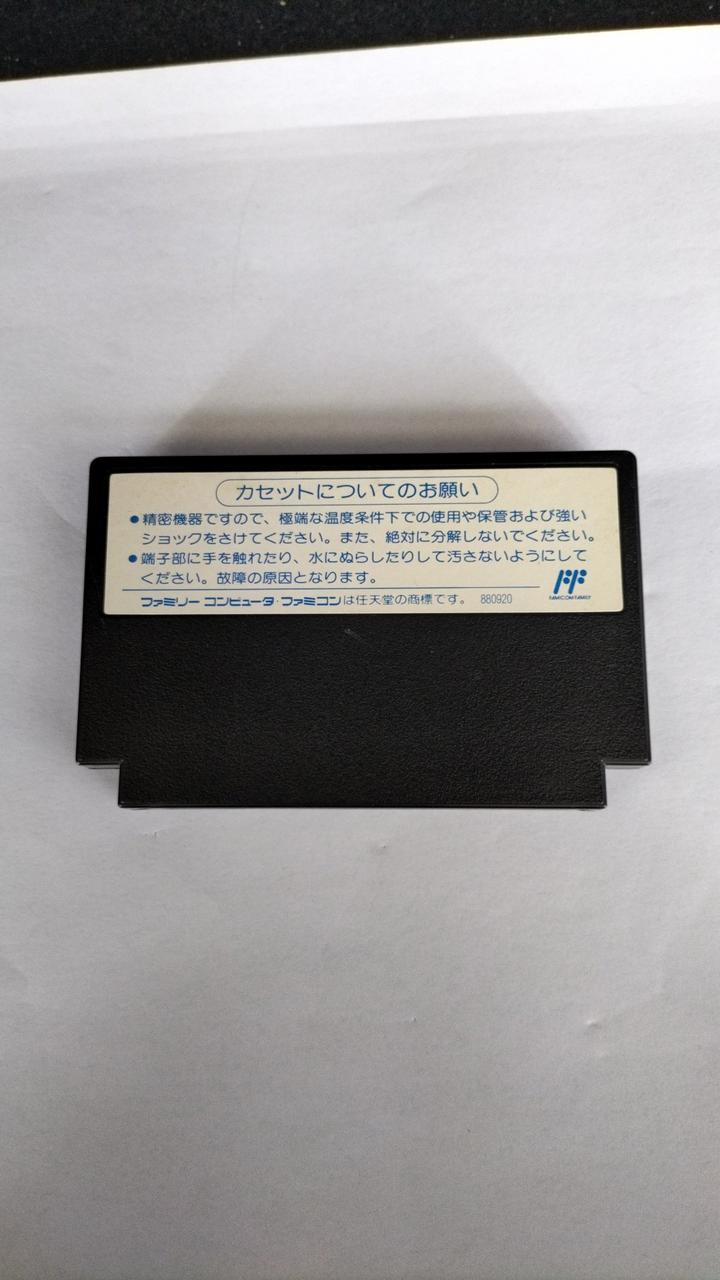 カセットについてのお願い
●精密機器ですので、極端な温度条件下での使用や保管および強い
ショックをさけてください。また、絶対に分解しないでください。
●端子部に手を触れたり、水にぬらしたりして汚さないようにして
ください。故障の原因となります。
FAMICOM FAMILY
ファミリー コンピュータ・ファミコンは任天堂の商標です。 880920